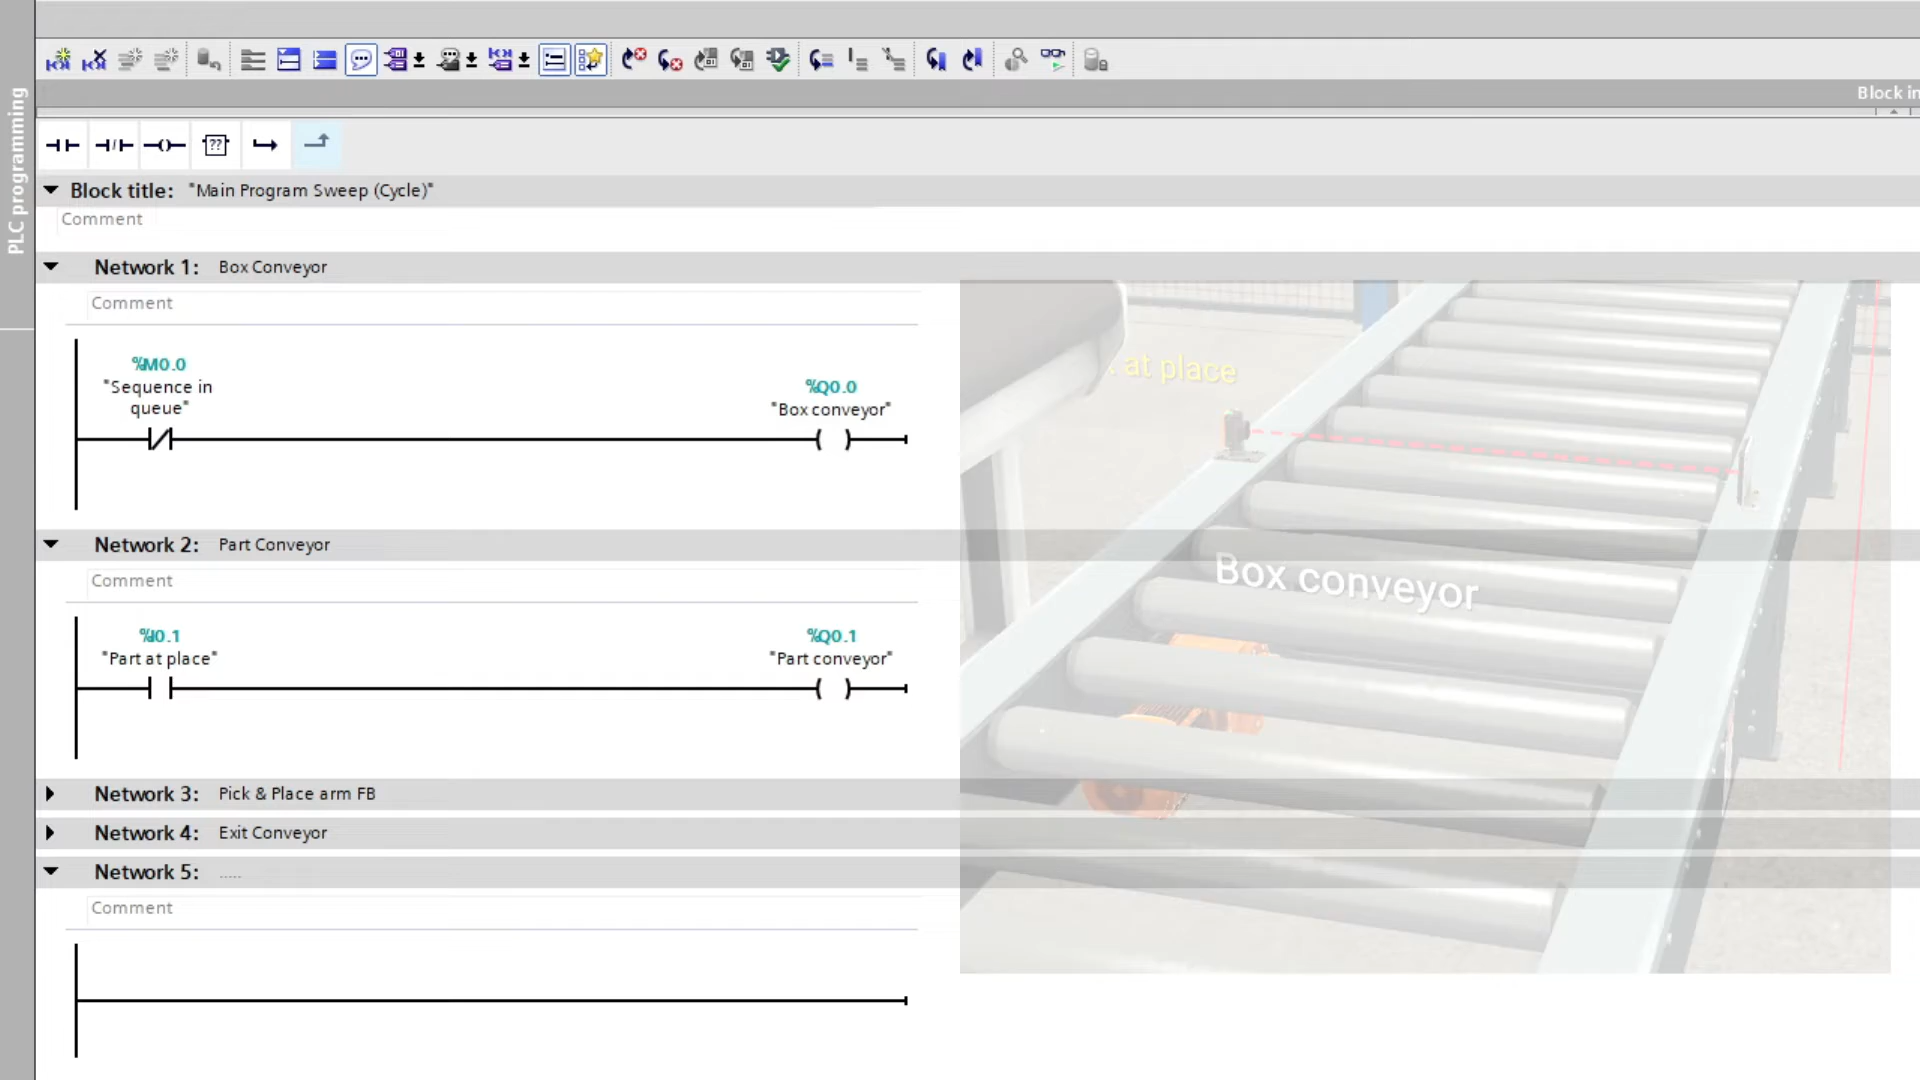 PLC programming
Block in
??
Block title: "Main Program Sweep (Cycle)"
Comment
Network 1: Box Conveyor
Comment
%M0.0
"Sequence in
queue"
%Q0.0
"Box conveyor"
at place
Box conveyor
Network 2: Part Conveyor
Comment
%I0.1
"Part at place"
%Q0.1
"Part conveyor"
Network 3: Pick & Place arm FB
Network 4: Exit Conveyor
Network 5: .....
Comment